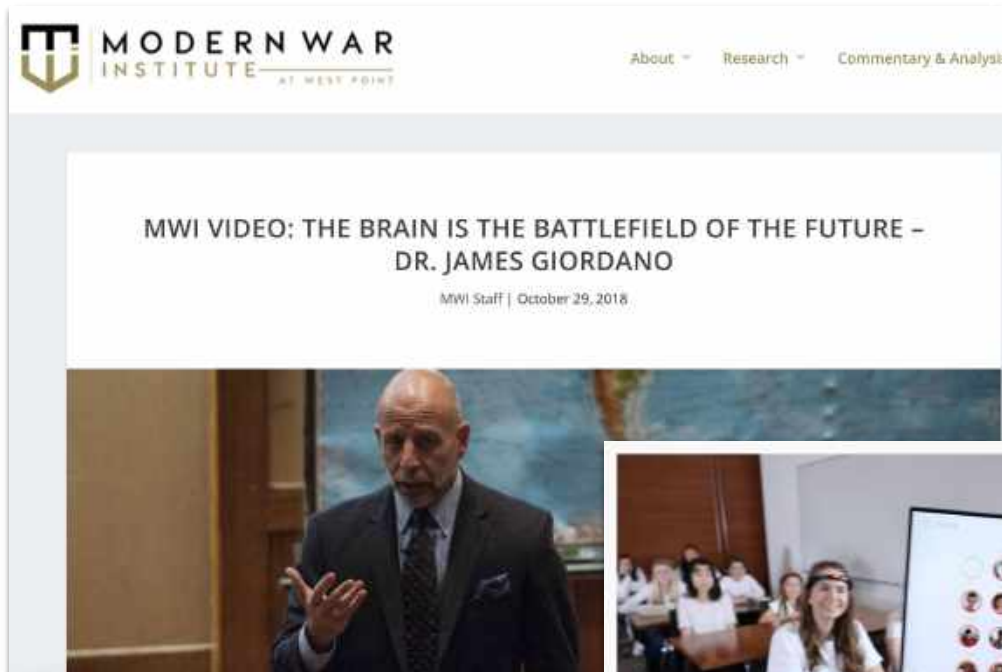 MODERN WAR
INSTITUTE
AT WEST POINT
About
Research
Commentary & Analysis
MWI VIDEO: THE BRAIN IS THE BATTLEFIELD OF THE FUTURE –
DR. JAMES GIORDANO
MWI Staff | October 29, 2018